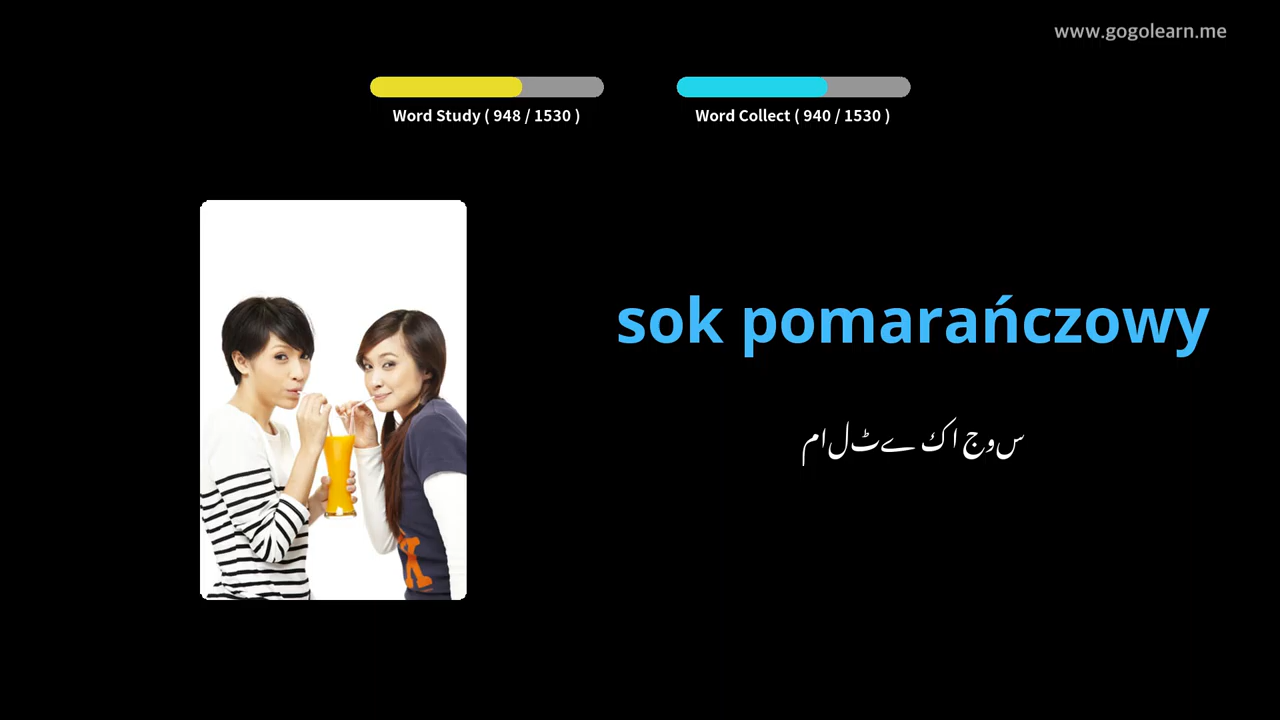 www.gogolearn.me
Word Study ( 948 / 1530 )
Word Collect ( 940 / 1530 )
sok pomarańczowy
مالٹے کا جوس